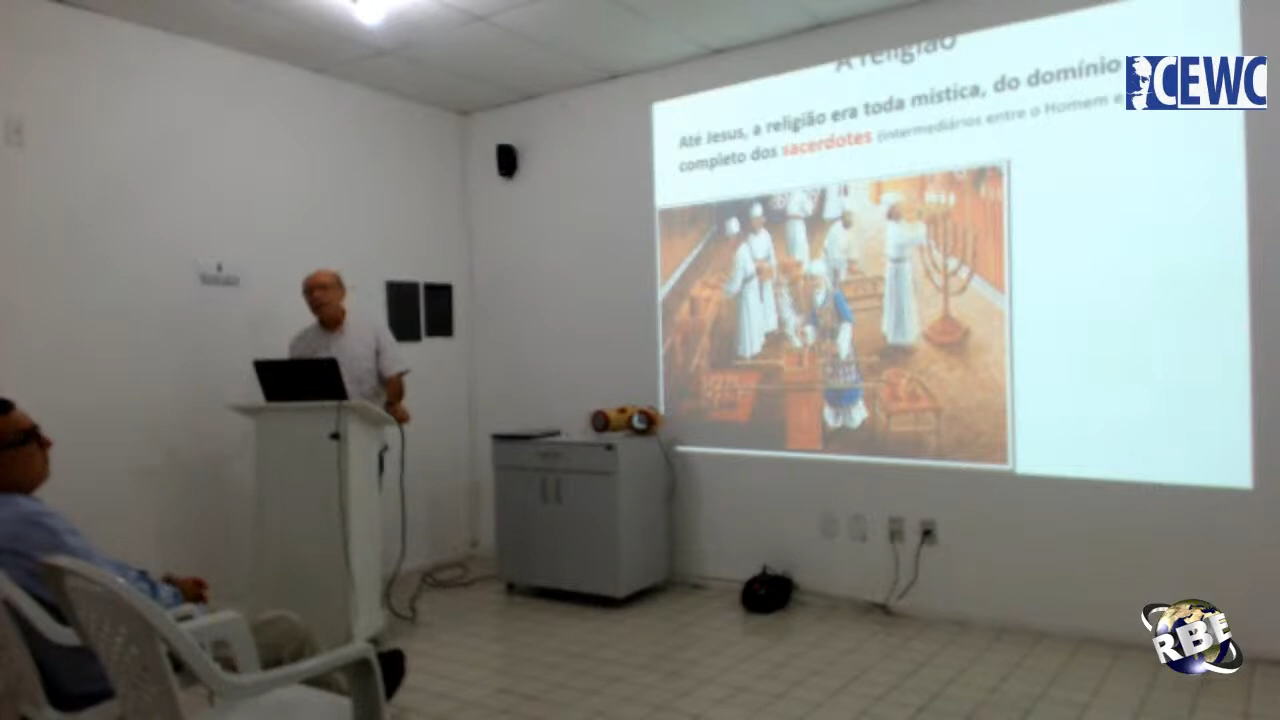 A religião
Até Jesus, a religião era toda mística, do domínio
completo dos sacerdotes (intermediários entre o Homem e
CEWC
RBE